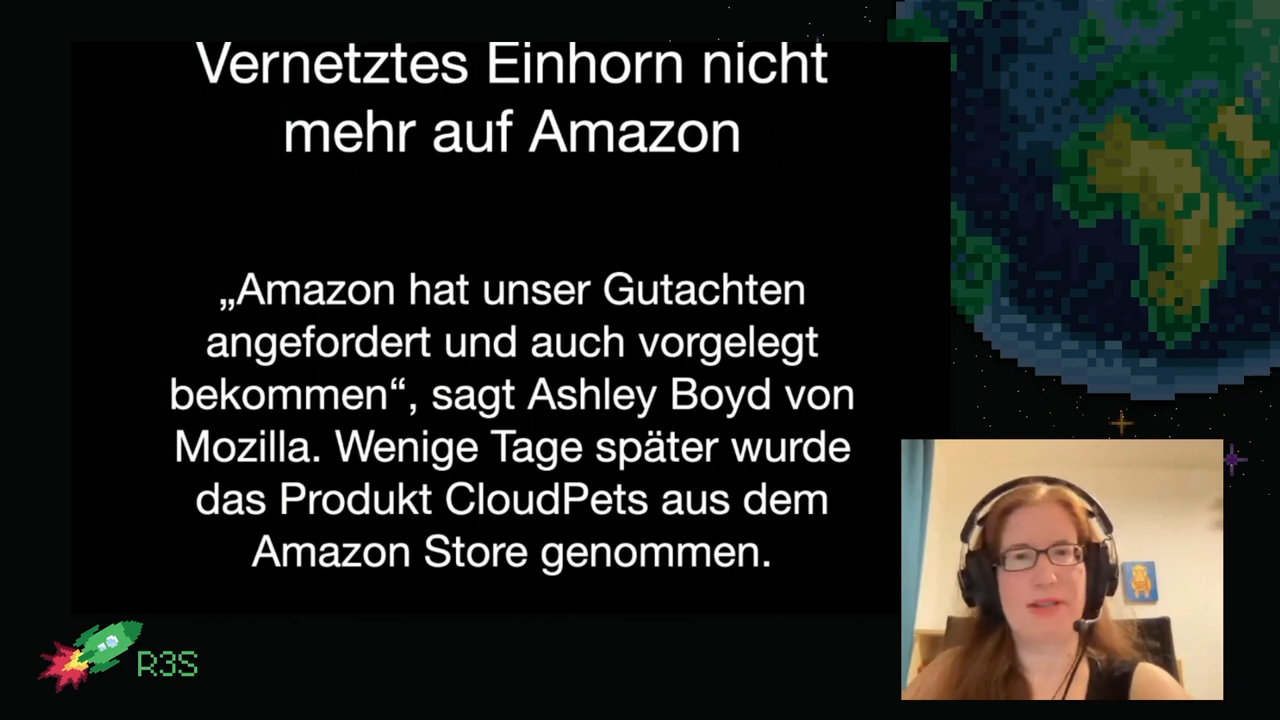 Vernetztes Einhorn nicht
mehr auf Amazon
„Amazon hat unser Gutachten
angefordert und auch vorgelegt
bekommen“, sagt Ashley Boyd von
Mozilla. Wenige Tage später wurde
das Produkt CloudPets aus dem
Amazon Store genommen.
R3S